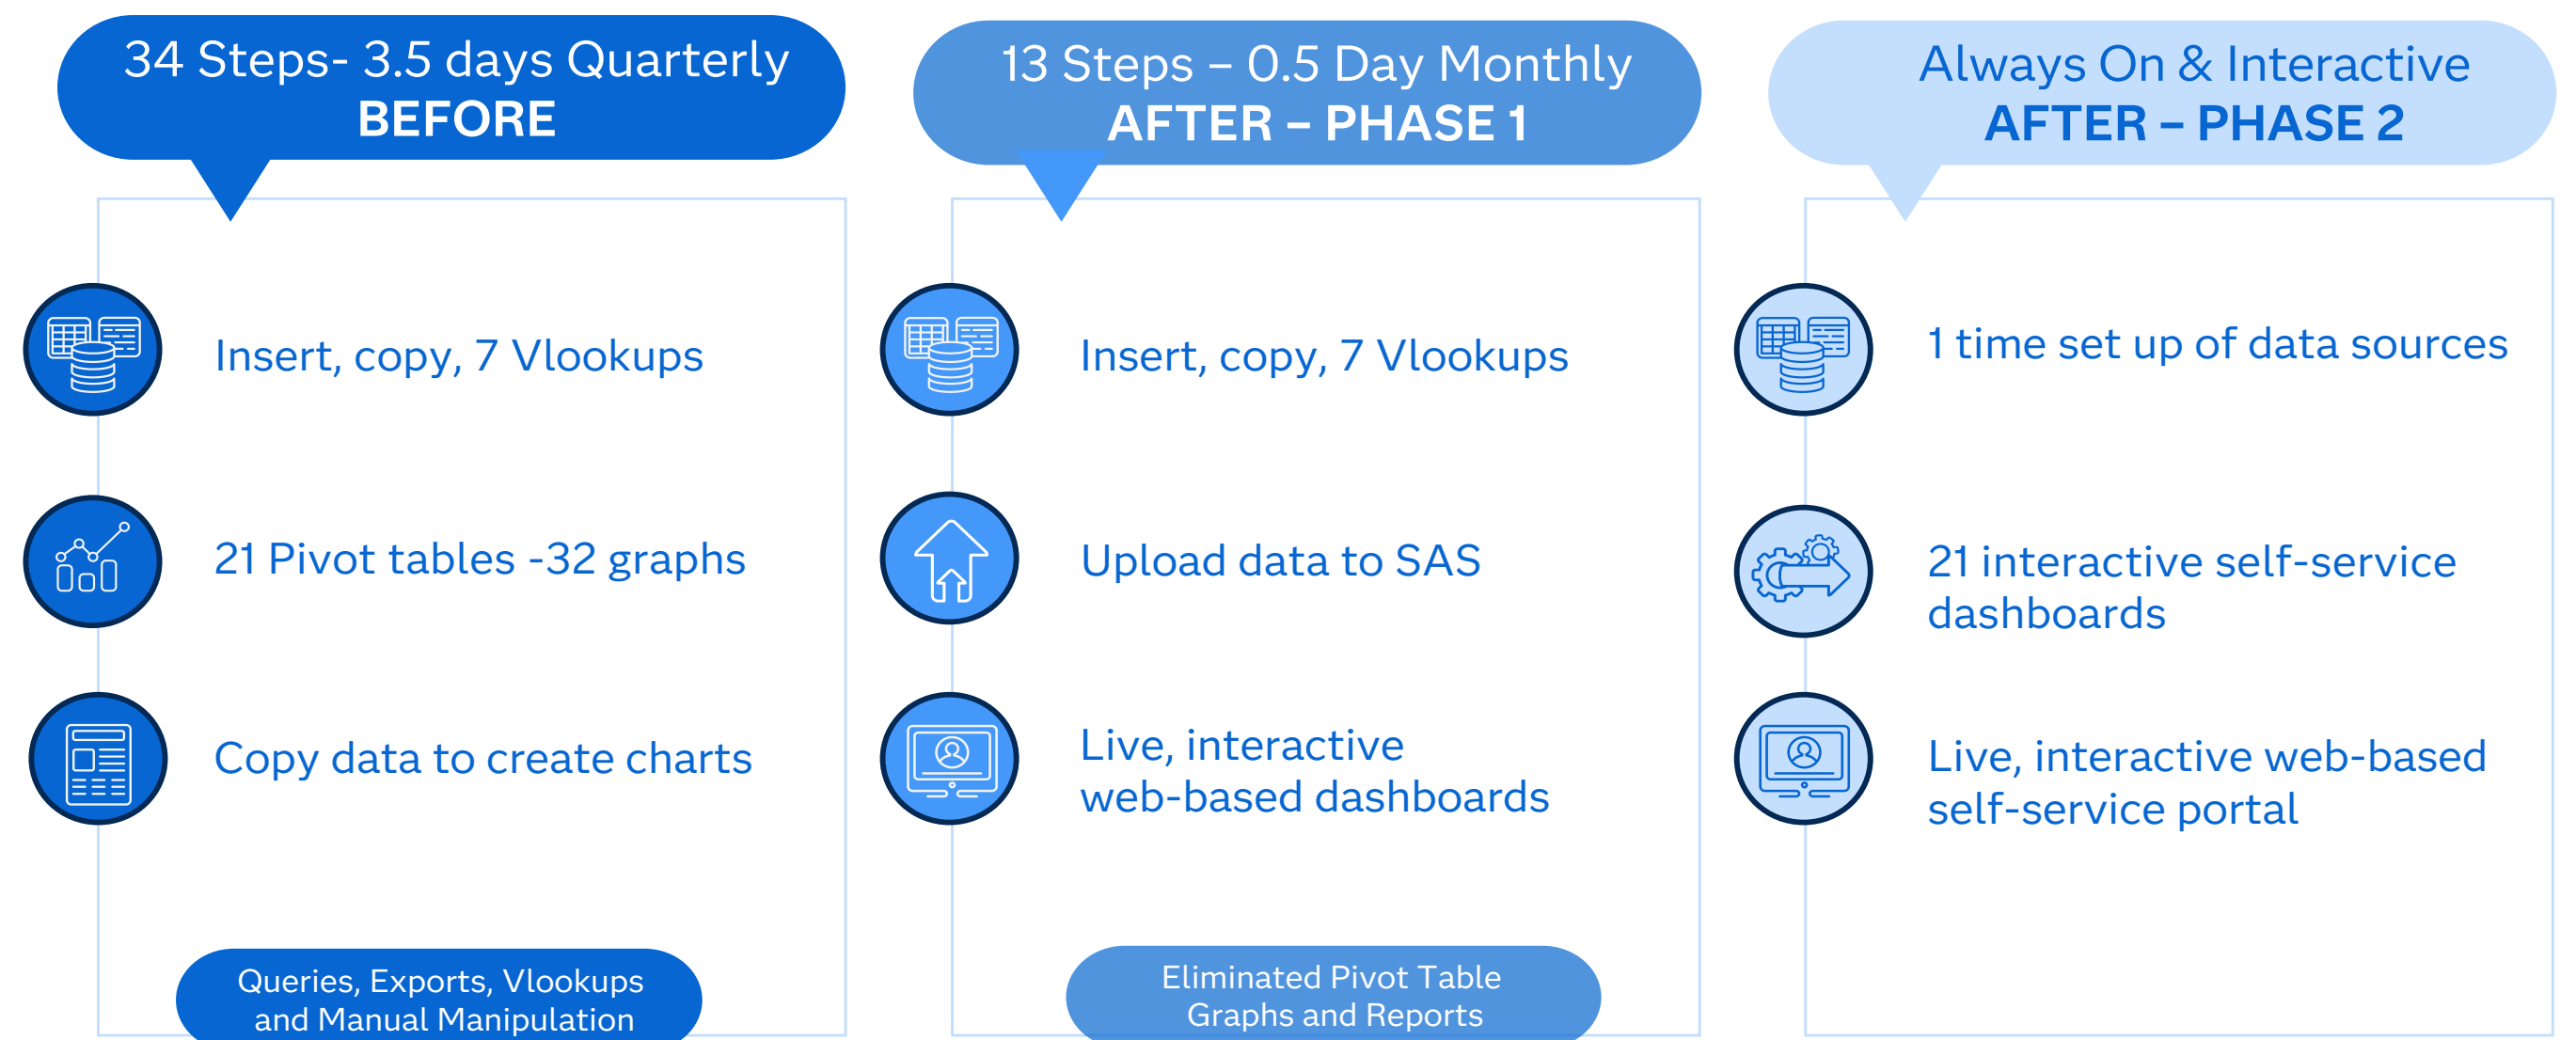 34 Steps- 3.5 days Quarterly
BEFORE
Insert, copy, 7 Vlookups
21 Pivot tables -32 graphs
Copy data to create charts
Queries, Exports, Vlookups
and Manual Manipulation
13 Steps – 0.5 Day Monthly
AFTER – PHASE 1
Insert, copy, 7 Vlookups
Upload data to SAS
Live, interactive
web-based dashboards
Eliminated Pivot Table
Graphs and Reports
Always On & Interactive
AFTER – PHASE 2
1 time set up of data sources
21 interactive self-service
dashboards
Live, interactive web-based
self-service portal